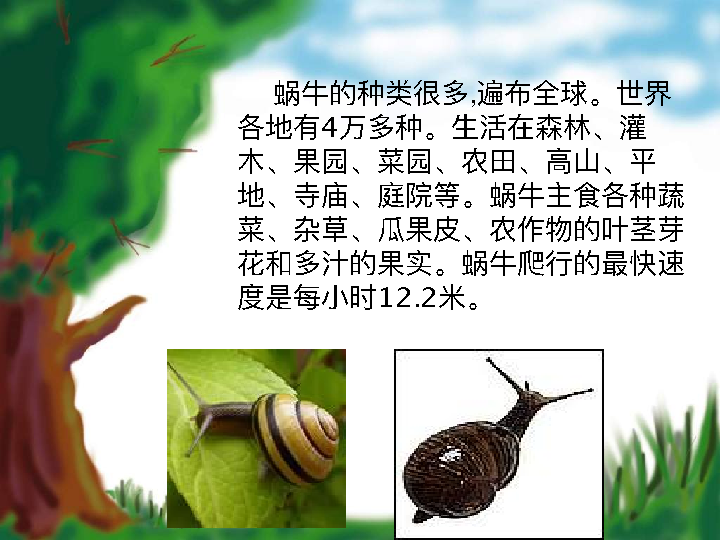 蜗牛的种类很多,遍布全球。世界
各地有4万多种。生活在森林、灌
木、果园、菜园、农田、高山、平
地、寺庙、庭院等。蜗牛主食各种蔬
菜、杂草、瓜果皮、农作物的叶茎芽
花和多汁的果实。蜗牛爬行的最快速
度是每小时12.2米。